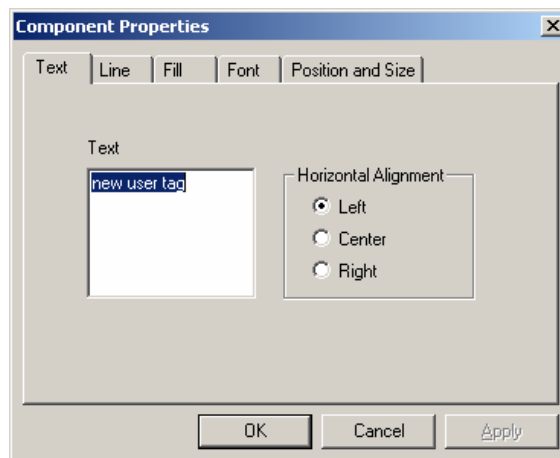 Component Properties
Text Line Fill Font Position and Size
Text
new user tag
Horizontal Alignment
Left
Center
Right
OK Cancel Apply